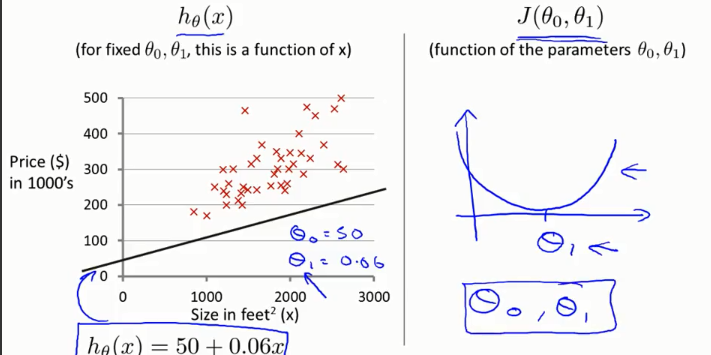 hθ(x)
(for fixed θ₀, θ₁, this is a function of x)
Price ($)
in 1000's
500
400
300
200
100
0
0 1000 2000 3000
Size in feet² (x)
Θ₀ = 50
Θ₁ = 0.06
hθ(x) = 50 + 0.06x
J(θ₀, θ₁)
(function of the parameters θ₀, θ₁)
Θ₁
Θ₀, Θ₁